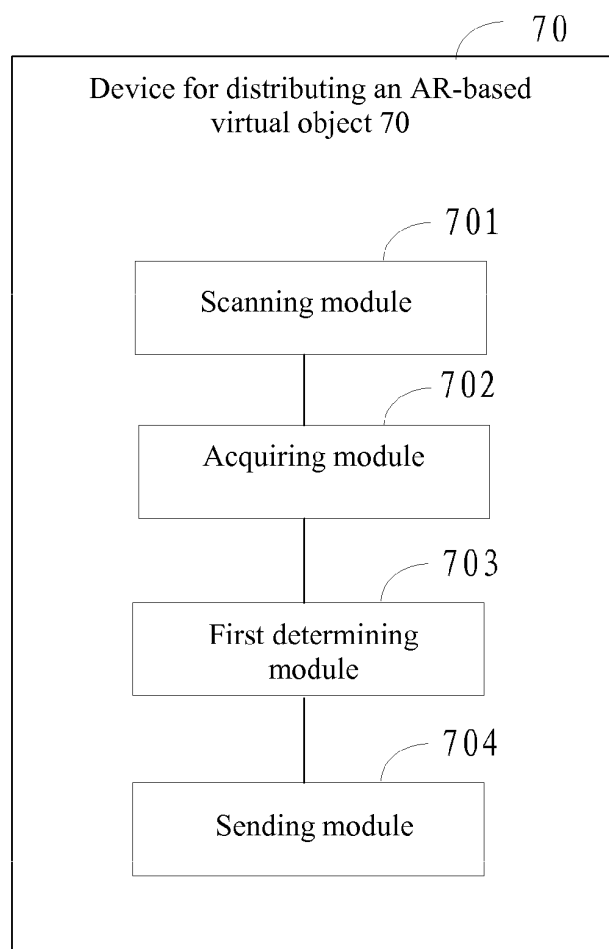 70
Device for distributing an AR-based
virtual object 70
701
Scanning module
702
Acquiring module
703
First determining
module
704
Sending module